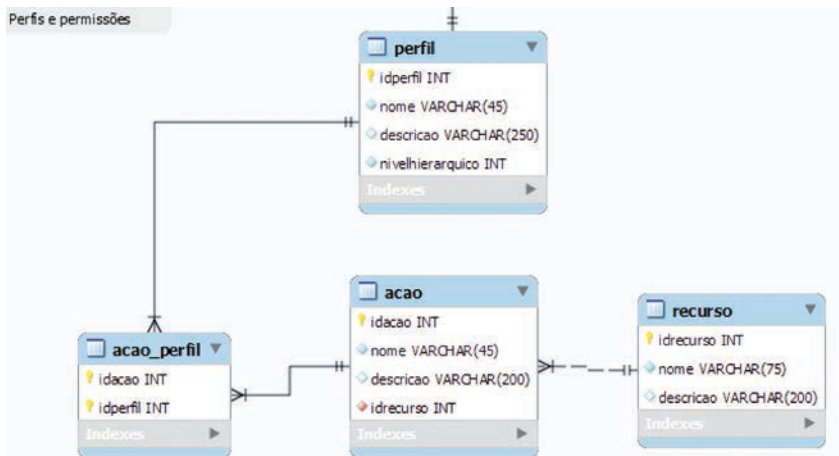 Perfis e permissões
perfil
idperfil INT
nome VARCHAR(45)
descricao VARCHAR(250)
nivelhierarquico INT
Indexes
acao
idacao INT
nome VARCHAR(45)
descricao VARCHAR(200)
idrecurso INT
Indexes
recurso
idrecurso INT
nome VARCHAR(75)
descricao VARCHAR(200)
Indexes
acao_perfil
idacao INT
idperfil INT
Indexes